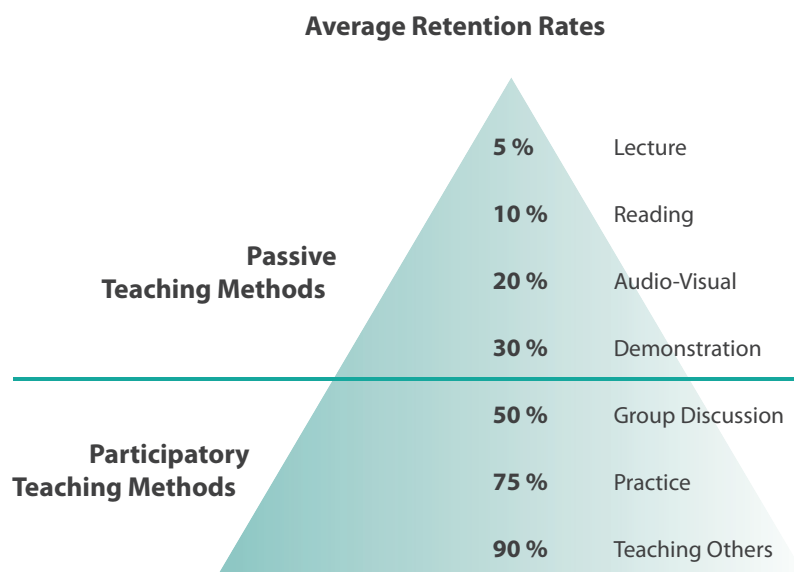 Average Retention Rates
5 % Lecture
10 % Reading
Passive
Teaching Methods
20 % Audio-Visual
30 % Demonstration
50 % Group Discussion
Participatory
Teaching Methods
75 % Practice
90 % Teaching Others